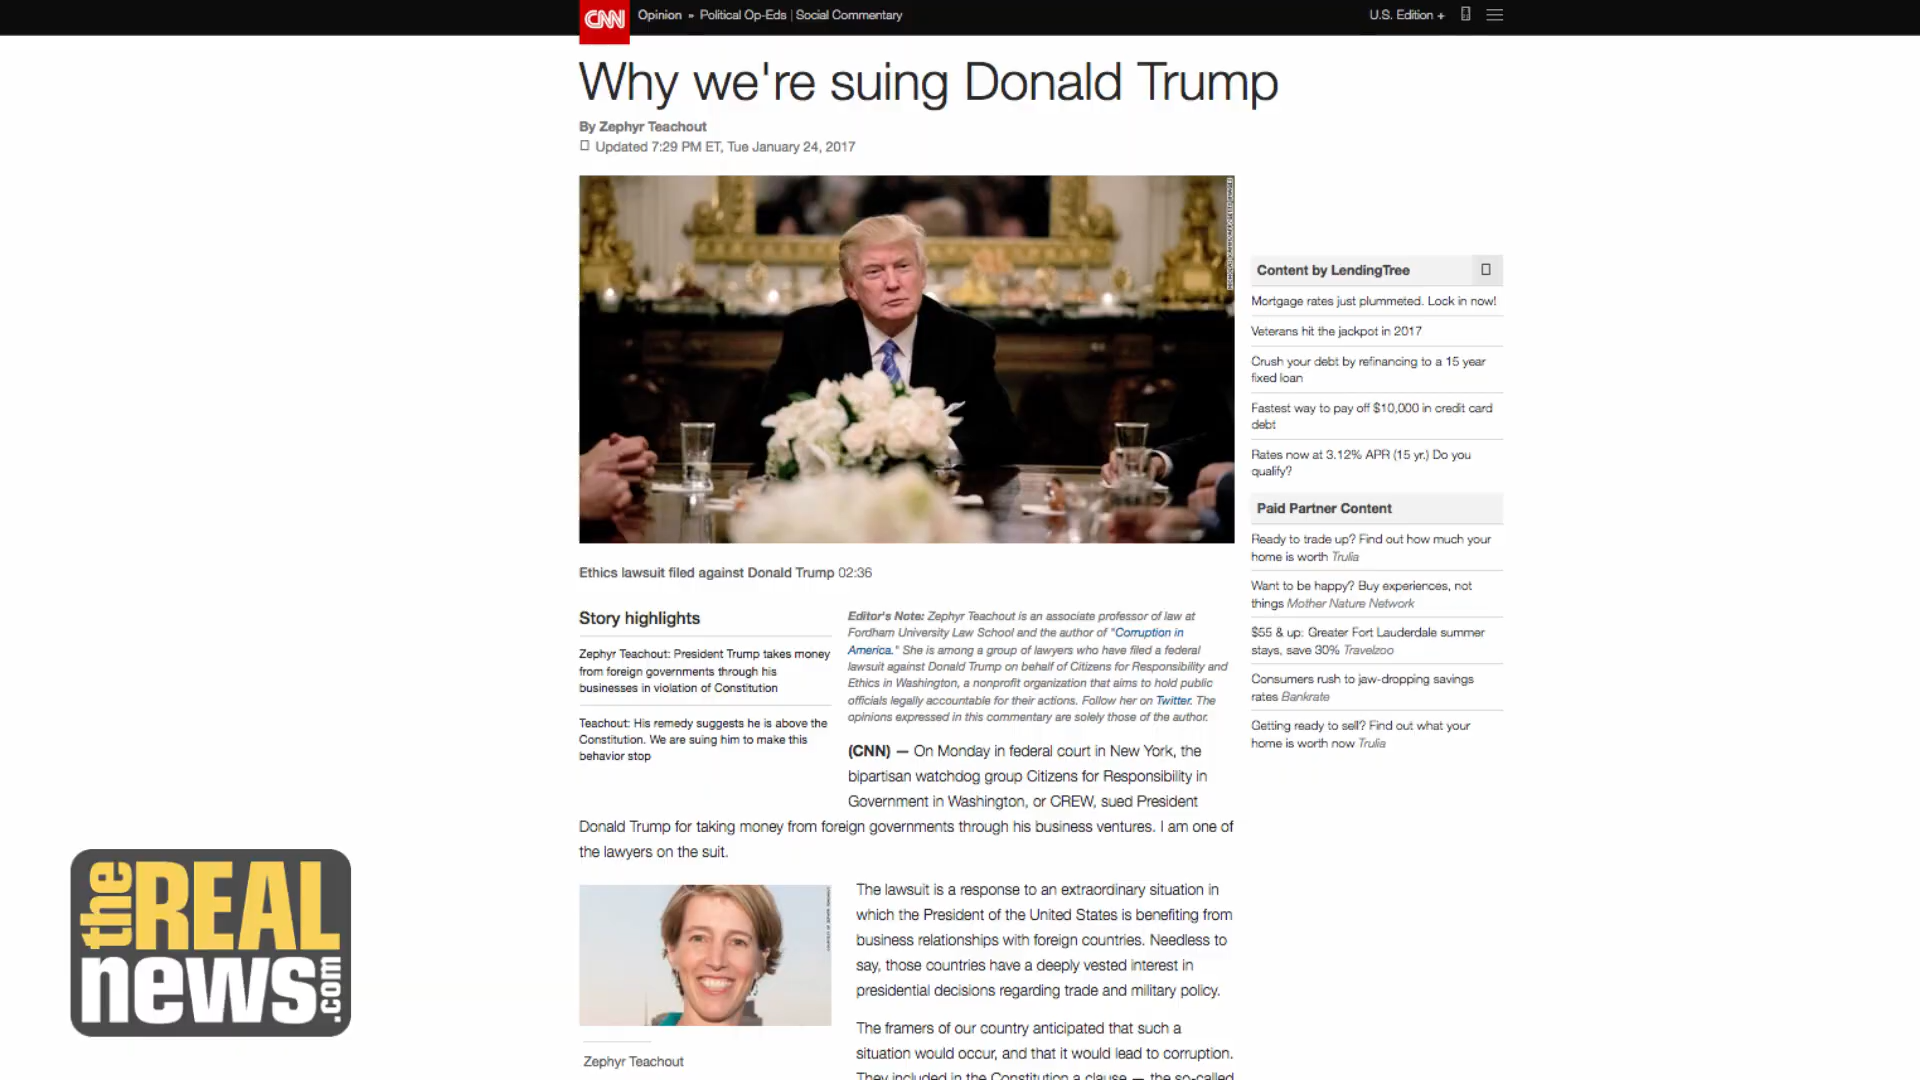 CNN Opinion » Political Op-Eds | Social Commentary
U.S. Edition +
Why we're suing Donald Trump
By Zephyr Teachout
Updated 7:29 PM ET, Tue January 24, 2017
Ethics lawsuit filed against Donald Trump 02:36
Story highlights
Zephyr Teachout: President Trump takes money
from foreign governments through his
businesses in violation of Constitution
Teachout: His remedy suggests he is above the
Constitution. We are suing him to make this
behavior stop
Editor's Note: Zephyr Teachout is an associate professor of law at
Fordham University Law School and the author of "Corruption in
America." She is among a group of lawyers who have filed a federal
lawsuit against Donald Trump on behalf of Citizens for Responsibility and
Ethics in Washington, a nonprofit organization that aims to hold public
officials legally accountable for their actions. Follow her on Twitter. The
opinions expressed in this commentary are solely those of the author.
(CNN) — On Monday in federal court in New York, the
bipartisan watchdog group Citizens for Responsibility in
Government in Washington, or CREW, sued President
Donald Trump for taking money from foreign governments through his business ventures. I am one of
the lawyers on the suit.
Zephyr Teachout
The lawsuit is a response to an extraordinary situation in
which the President of the United States is benefiting from
business relationships with foreign countries. Needless to
say, those countries have a deeply vested interest in
presidential decisions regarding trade and military policy.
The framers of our country anticipated that such a
situation would occur, and that it would lead to corruption.
They included in the Constitution a clause — the so-called
Content by LendingTree
Mortgage rates just plummeted. Lock in now!
Veterans hit the jackpot in 2017
Crush your debt by refinancing to a 15 year
fixed loan
Fastest way to pay off $10,000 in credit card
debt
Rates now at 3.12% APR (15 yr.) Do you
qualify?
Paid Partner Content
Ready to trade up? Find out how much your
home is worth Trulia
Want to be happy? Buy experiences, not
things Mother Nature Network
$55 & up: Greater Fort Lauderdale summer
stays, save 30% Travelzoo
Consumers rush to jaw-dropping savings
rates Bankrate
Getting ready to sell? Find out what your
home is worth now Trulia
the REAL
news.com